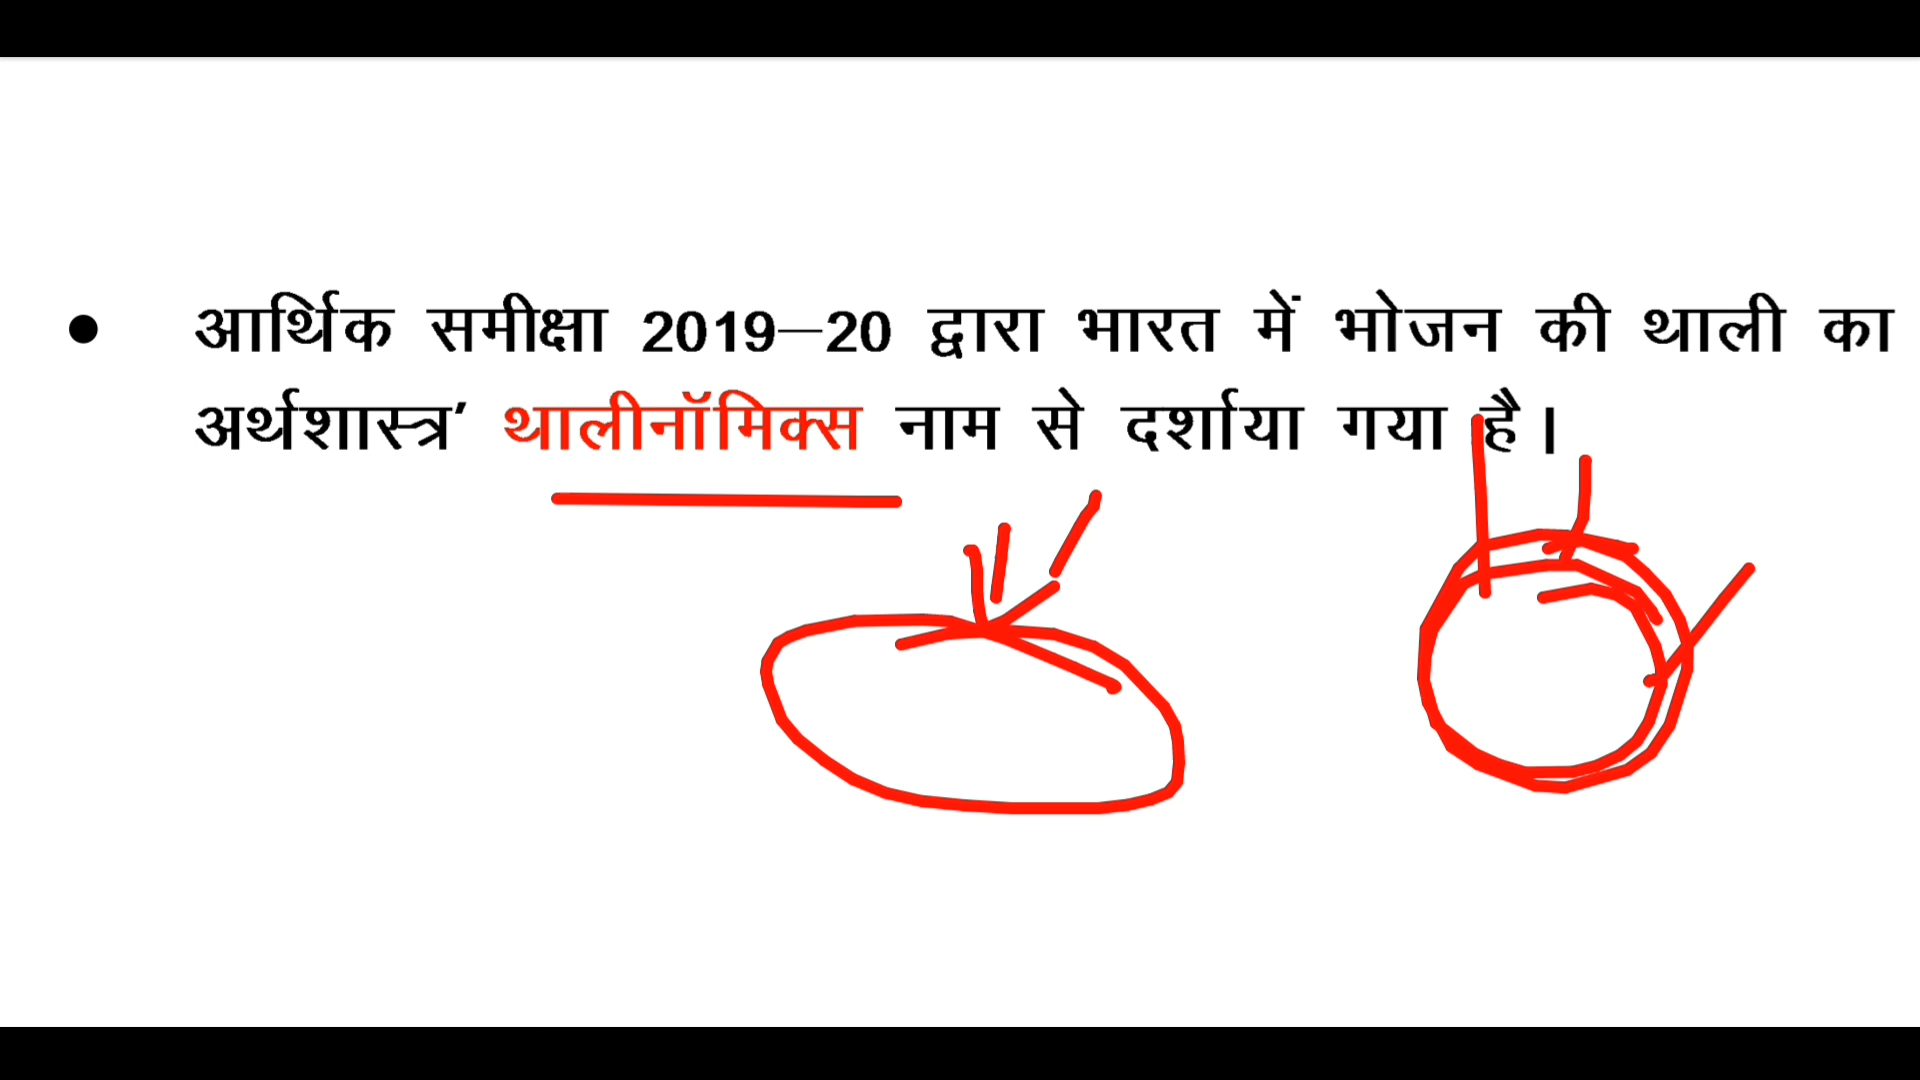 • आर्थिक समीक्षा 2019–20 द्वारा भारत में भोजन की थाली का
अर्थशास्त्र’ थालीनॉमिक्स नाम से दर्शाया गया है।